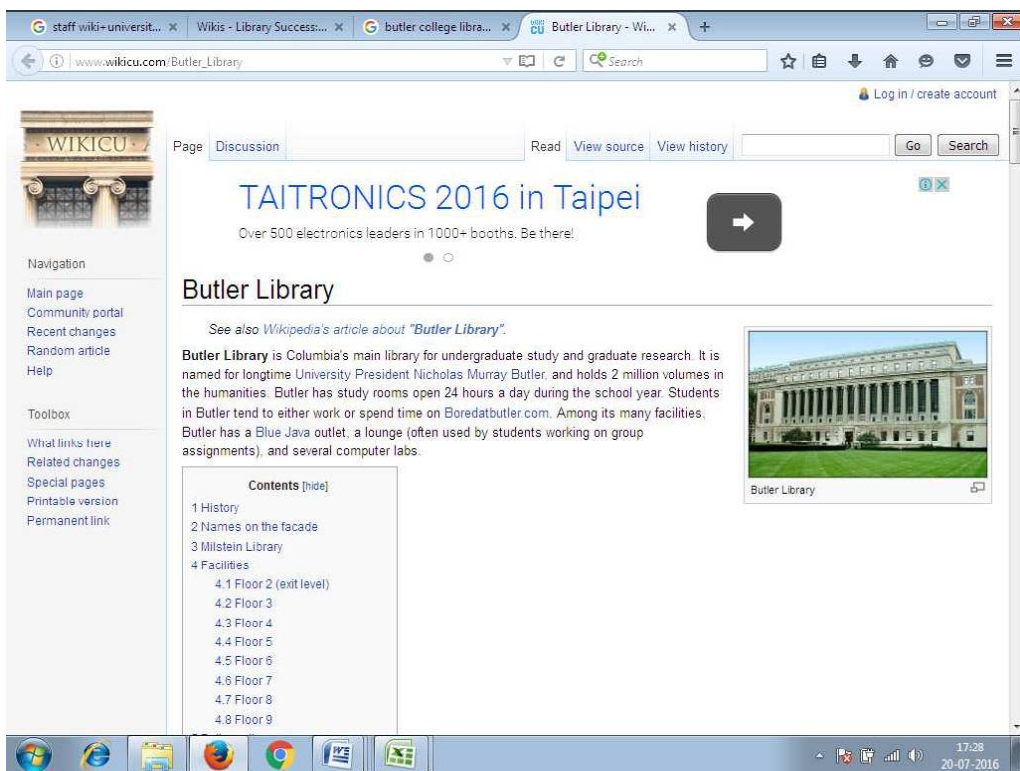 staff wiki+universit...
Wikis - Library Success:...
butler college libra...
WIKI CU
Butler Library - Wi...
www.wikicu.com/Butler_Library
Search
Log in / create account
WIKICU
Page Discussion
Read View source View history
Go Search
TAITRONICS 2016 in Taipei
Over 500 electronics leaders in 1000+ booths. Be there!
Navigation
Main page
Community portal
Recent changes
Random article
Help
Toolbox
What links here
Related changes
Special pages
Printable version
Permanent link
Butler Library
See also Wikipedia's article about "Butler Library".
Butler Library is Columbia's main library for undergraduate study and graduate research. It is
named for longtime University President Nicholas Murray Butler, and holds 2 million volumes in
the humanities. Butler has study rooms open 24 hours a day during the school year. Students
in Butler tend to either work or spend time on Boredatbutler.com. Among its many facilities,
Butler has a Blue Java outlet, a lounge (often used by students working on group
assignments), and several computer labs.
Butler Library
Contents [hide]
1 History
2 Names on the facade
3 Milstein Library
4 Facilities
4.1 Floor 2 (exit level)
4.2 Floor 3
4.3 Floor 4
4.4 Floor 5
4.5 Floor 6
4.6 Floor 7
4.7 Floor 8
4.8 Floor 9
17:28
20-07-2016